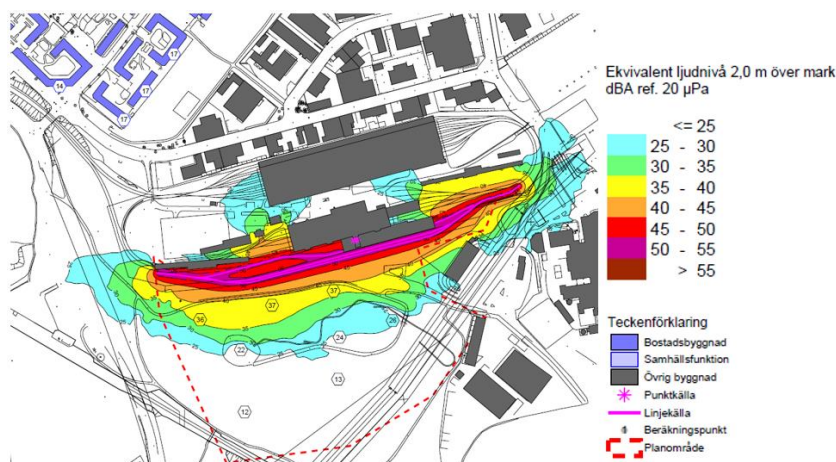 Ekvivalent ljudnivå 2,0 m över mark
dBA ref. 20 µPa
<= 25
25 - 30
30 - 35
35 - 40
40 - 45
45 - 50
50 - 55
> 55
Teckenförklaring
Bostadsbyggnad
Samhällsfunktion
Övrig byggnad
Punktkälla
Linjekälla
Beräkningspunkt
Planområde
17
14
17
17
36
37
37
28
24
22
13
12